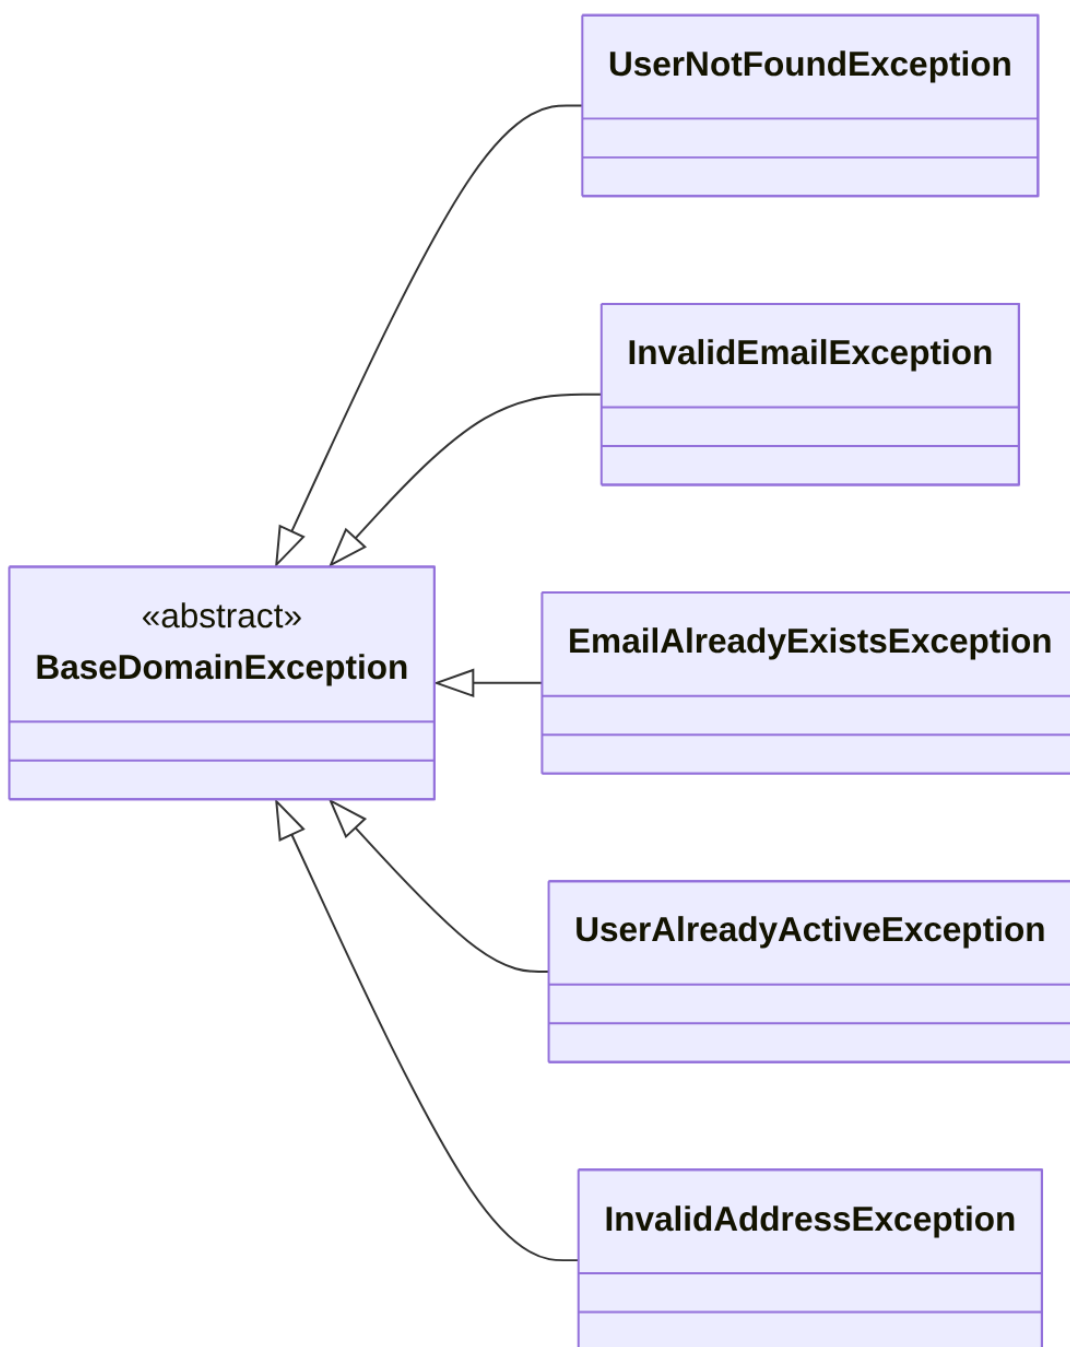 UserNotFoundException
InvalidEmailException
«abstract»
BaseDomainException
EmailAlreadyExistsException
UserAlreadyActiveException
InvalidAddressException